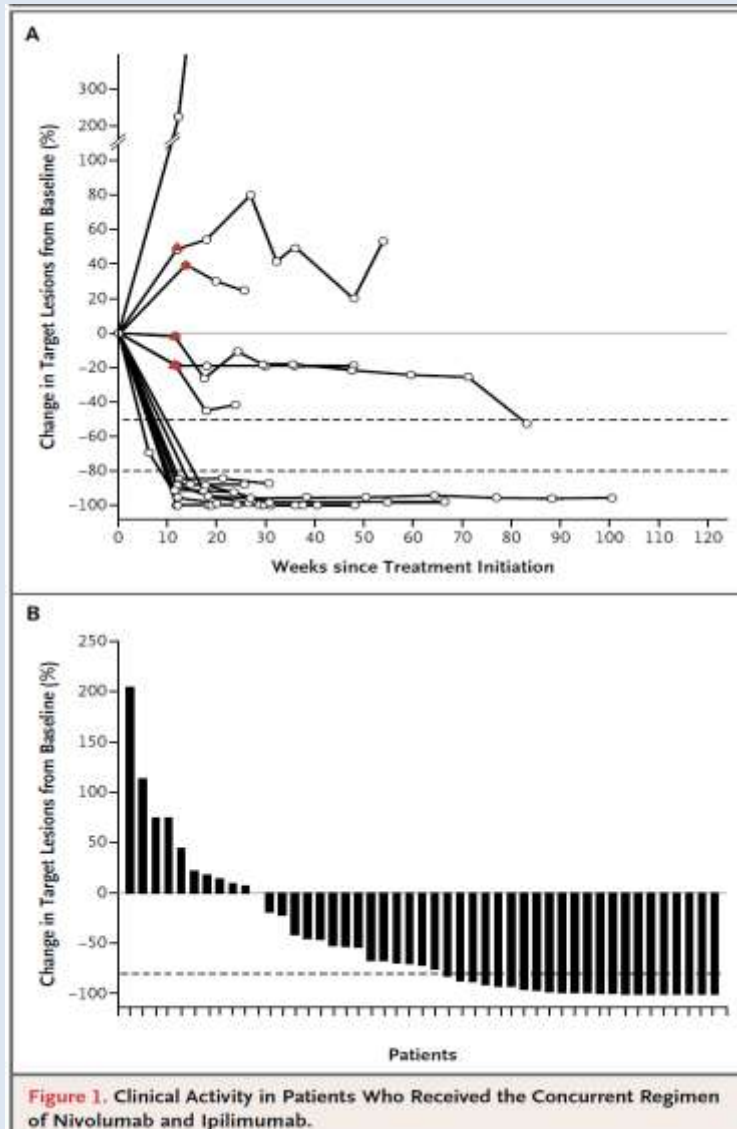 A
Change in Target Lesions from Baseline (%)
300
200
100
80
60
40
20
0
−20
−40
−60
−80
−100
0 10 20 30 40 50 60 70 80 90 100 110 120
Weeks since Treatment Initiation
B
Change in Target Lesions from Baseline (%)
250
200
150
100
50
0
−50
−100
Patients
Figure 1. Clinical Activity in Patients Who Received the Concurrent Regimen
of Nivolumab and Ipilimumab.